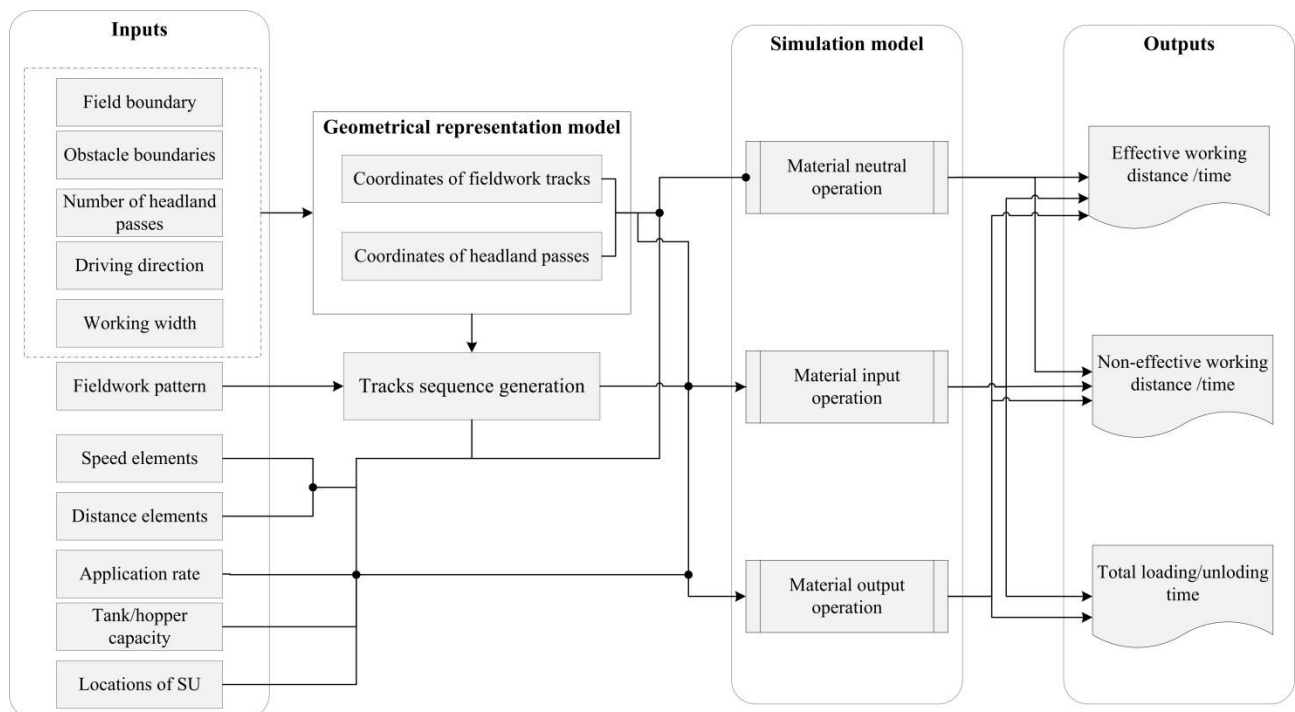 Inputs
Field boundary
Obstacle boundaries
Number of headland
passes
Driving direction
Working width
Fieldwork pattern
Speed elements
Distance elements
Application rate
Tank/hopper
capacity
Locations of SU
Geometrical representation model
Coordinates of fieldwork tracks
Coordinates of headland passes
Tracks sequence generation
Simulation model
Material neutral
operation
Material input
operation
Material output
operation
Outputs
Effective working
distance /time
Non-effective working
distance /time
Total loading/unloding
time